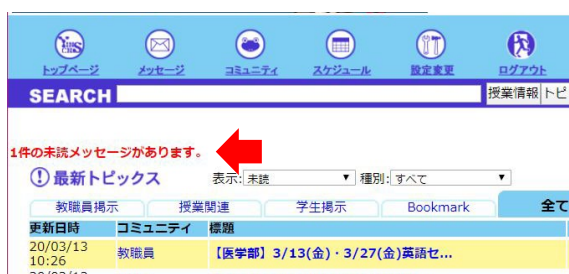 トップページ メッセージ コミュニティ スケジュール 設定変更 ログアウト
SEARCH 授業情報 トピ
1件の未読メッセージがあります。
最新トピックス 表示: 未読 種別: すべて
教職員掲示 授業関連 学生掲示 Bookmark 全て
更新日時 コミュニティ 標題
20/03/13
10:26 教職員 【医学部】3/13(金)・3/27(金)英語セ...